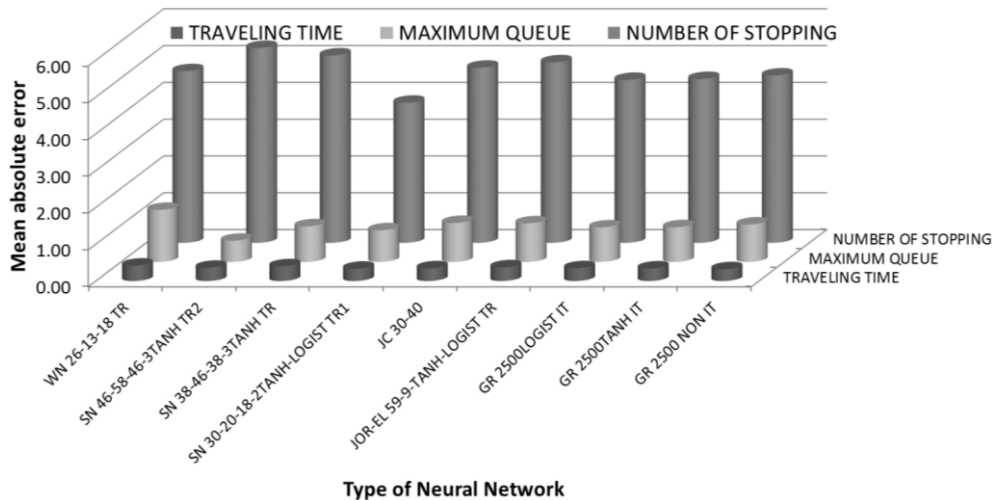 TRAVELING TIME MAXIMUM QUEUE NUMBER OF STOPPING
6.00
5.00
4.00
3.00
2.00
1.00
0.00
Mean absolute error
NUMBER OF STOPPING
MAXIMUM QUEUE
TRAVELING TIME
WN 26-13-18 TR
SN 46-58-46-3TANH TR2
SN 38-46-38-3TANH TR
SN 30-20-18-2TANH-LOGIST TR1
JC 30-40
JOR-EL 59-9-TANH-LOGIST TR
GR 2500LOGIST IT
GR 2500TANH IT
GR 2500 NON IT
Type of Neural Network